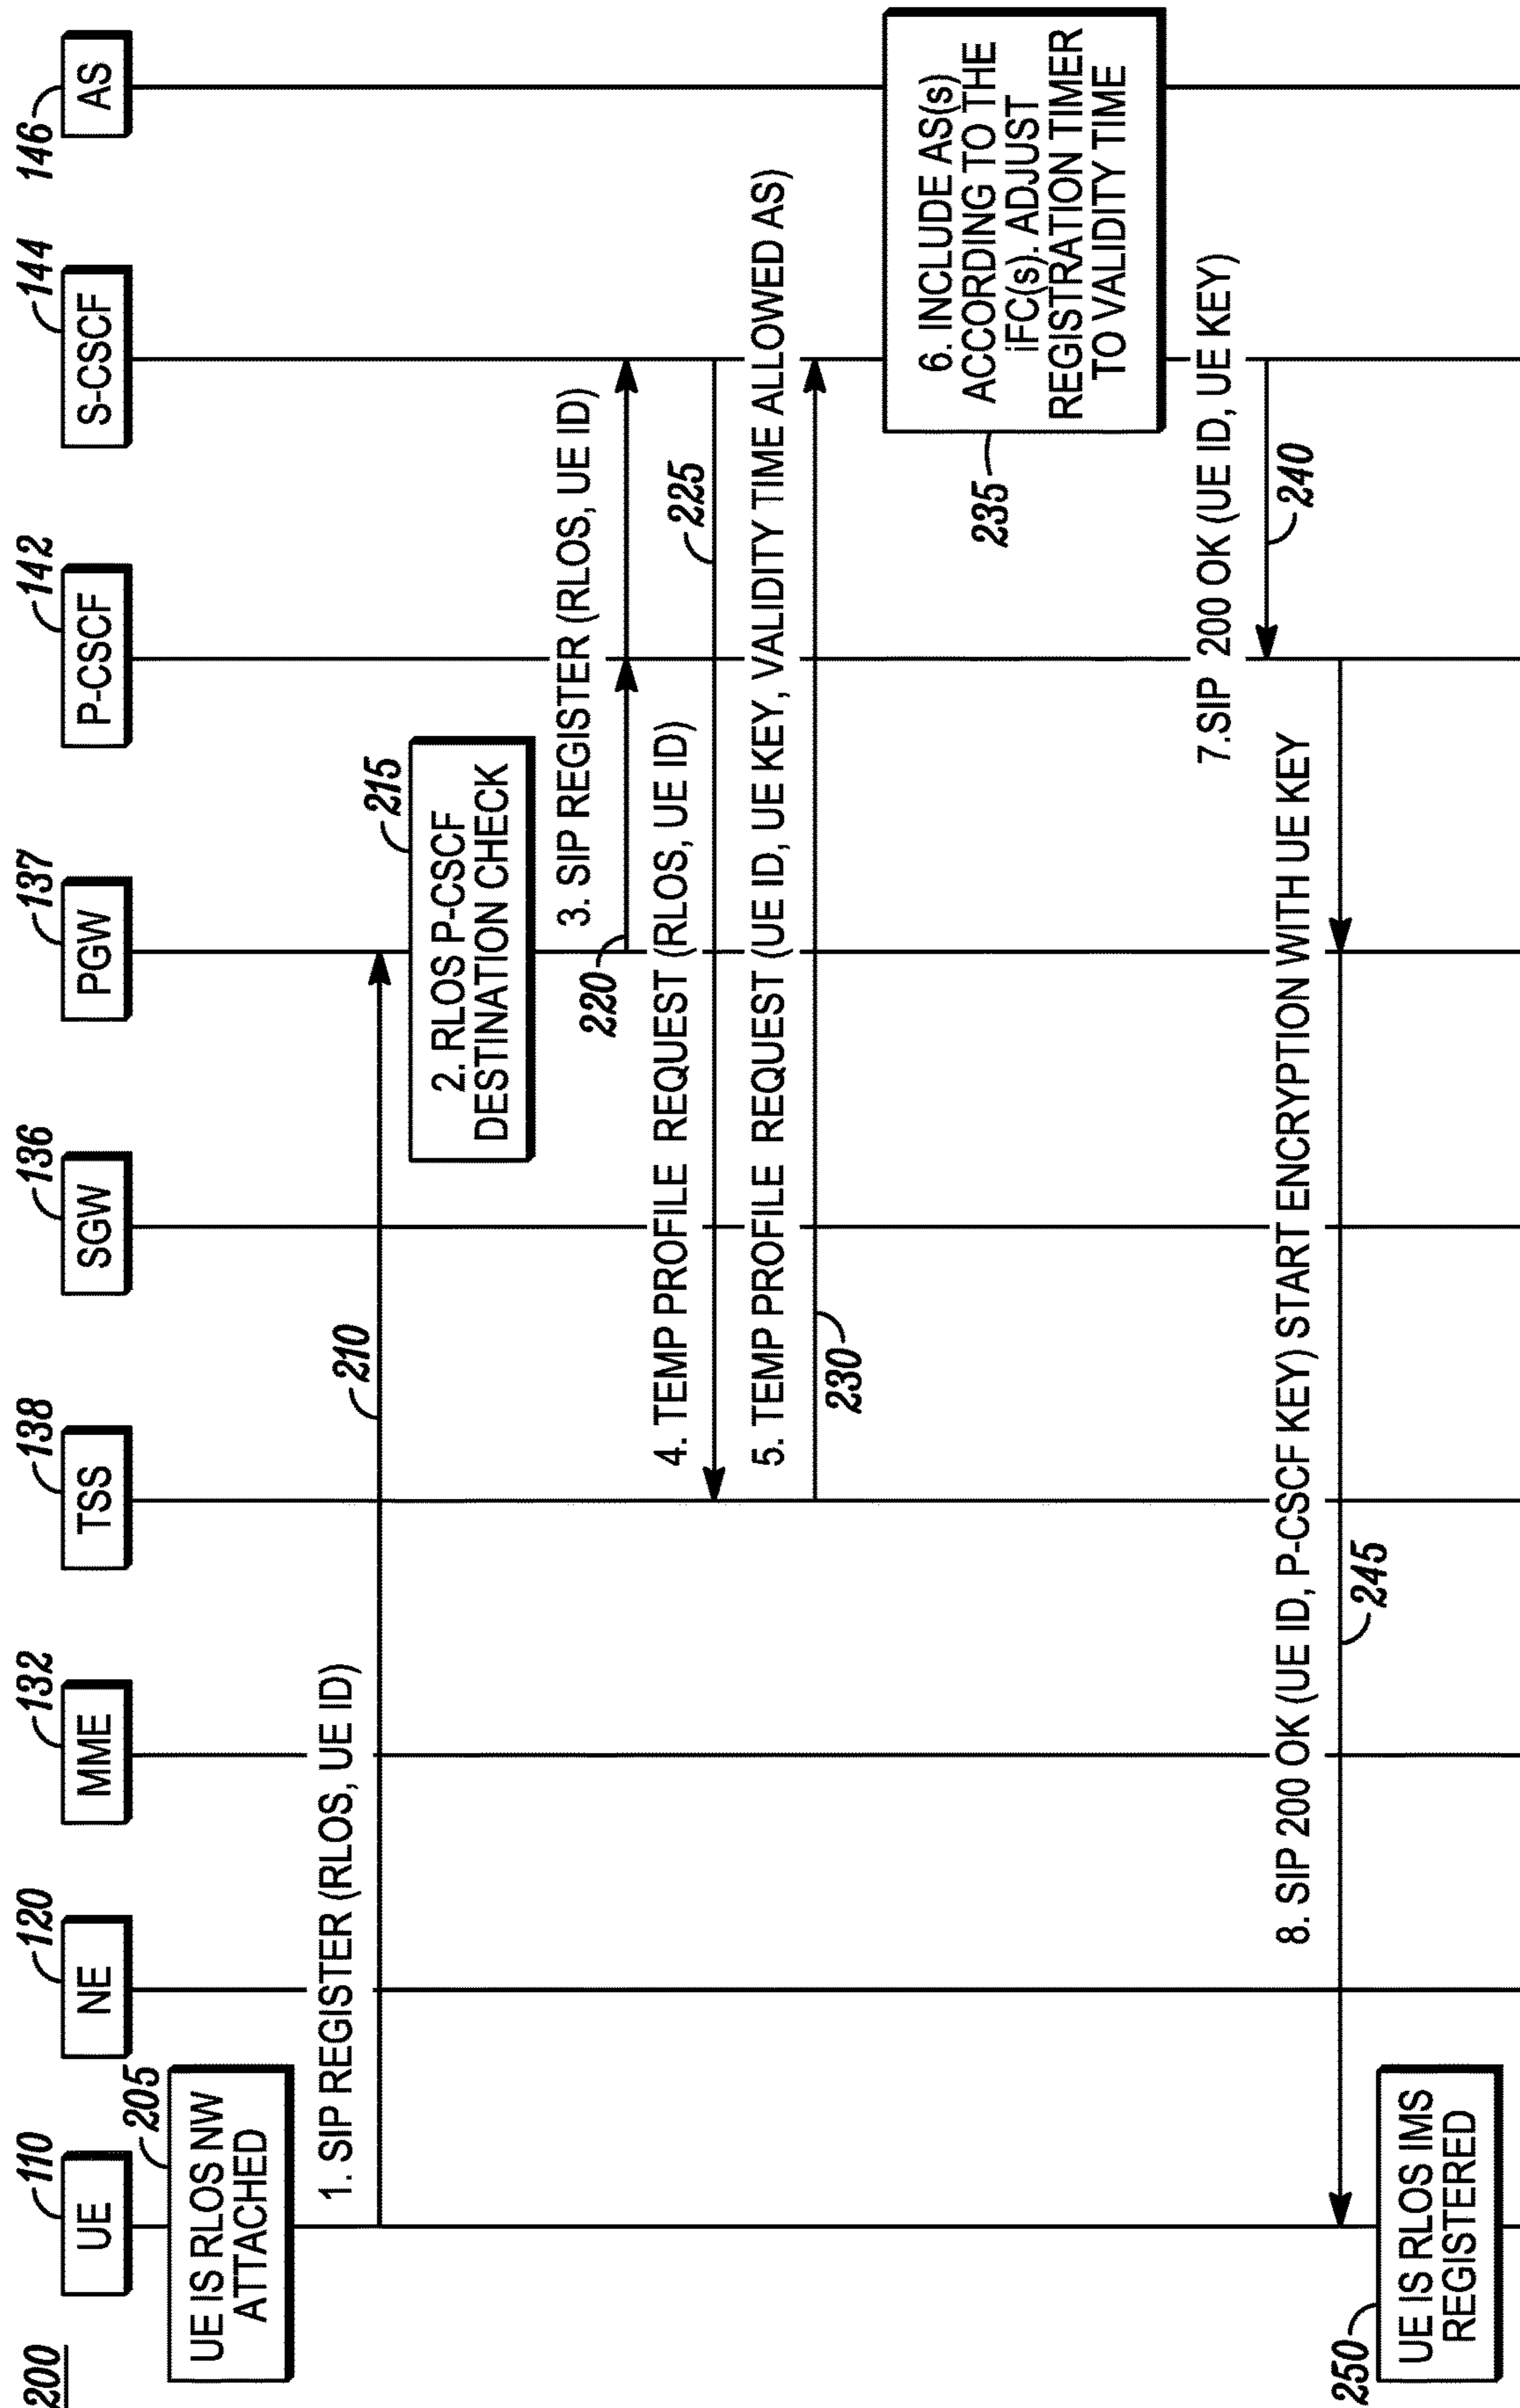 200
110
120
132
138
136
137
142
144
146
UE
NE
MME
TSS
SGW
PGW
P-CSCF
S-CSCF
AS
205
UE IS RLOS NW
ATTACHED
1. SIP REGISTER (RLOS, UE ID)
210
215
2. RLOS P-CSCF
DESTINATION CHECK
3. SIP REGISTER (RLOS, UE ID)
220
4. TEMP PROFILE REQUEST (RLOS, UE ID)
225
5. TEMP PROFILE REQUEST (UE ID, UE KEY, VALIDITY TIME ALLOWED AS)
230
6. INCLUDE AS(s)
ACCORDING TO THE
iFC(s). ADJUST
REGISTRATION TIMER
TO VALIDITY TIME
235
7.SIP 200 OK (UE ID, UE KEY)
240
8. SIP 200 OK (UE ID, P-CSCF KEY) START ENCRYPTION WITH UE KEY
245
250
UE IS RLOS IMS
REGISTERED